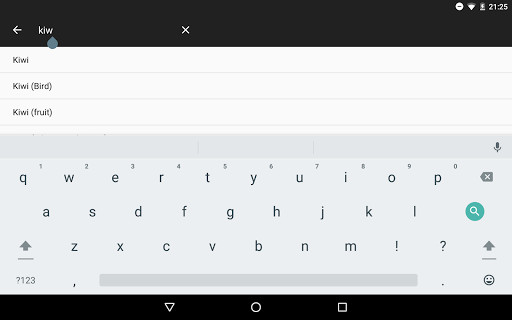 21:25
kiw
Kiwi
Kiwi (Bird)
Kiwi (fruit)
1 2 3 4 5 6 7 8 9 0
q w e r t y u i o p
a s d f g h j k l
z x c v b n m ! ?
?123 , .